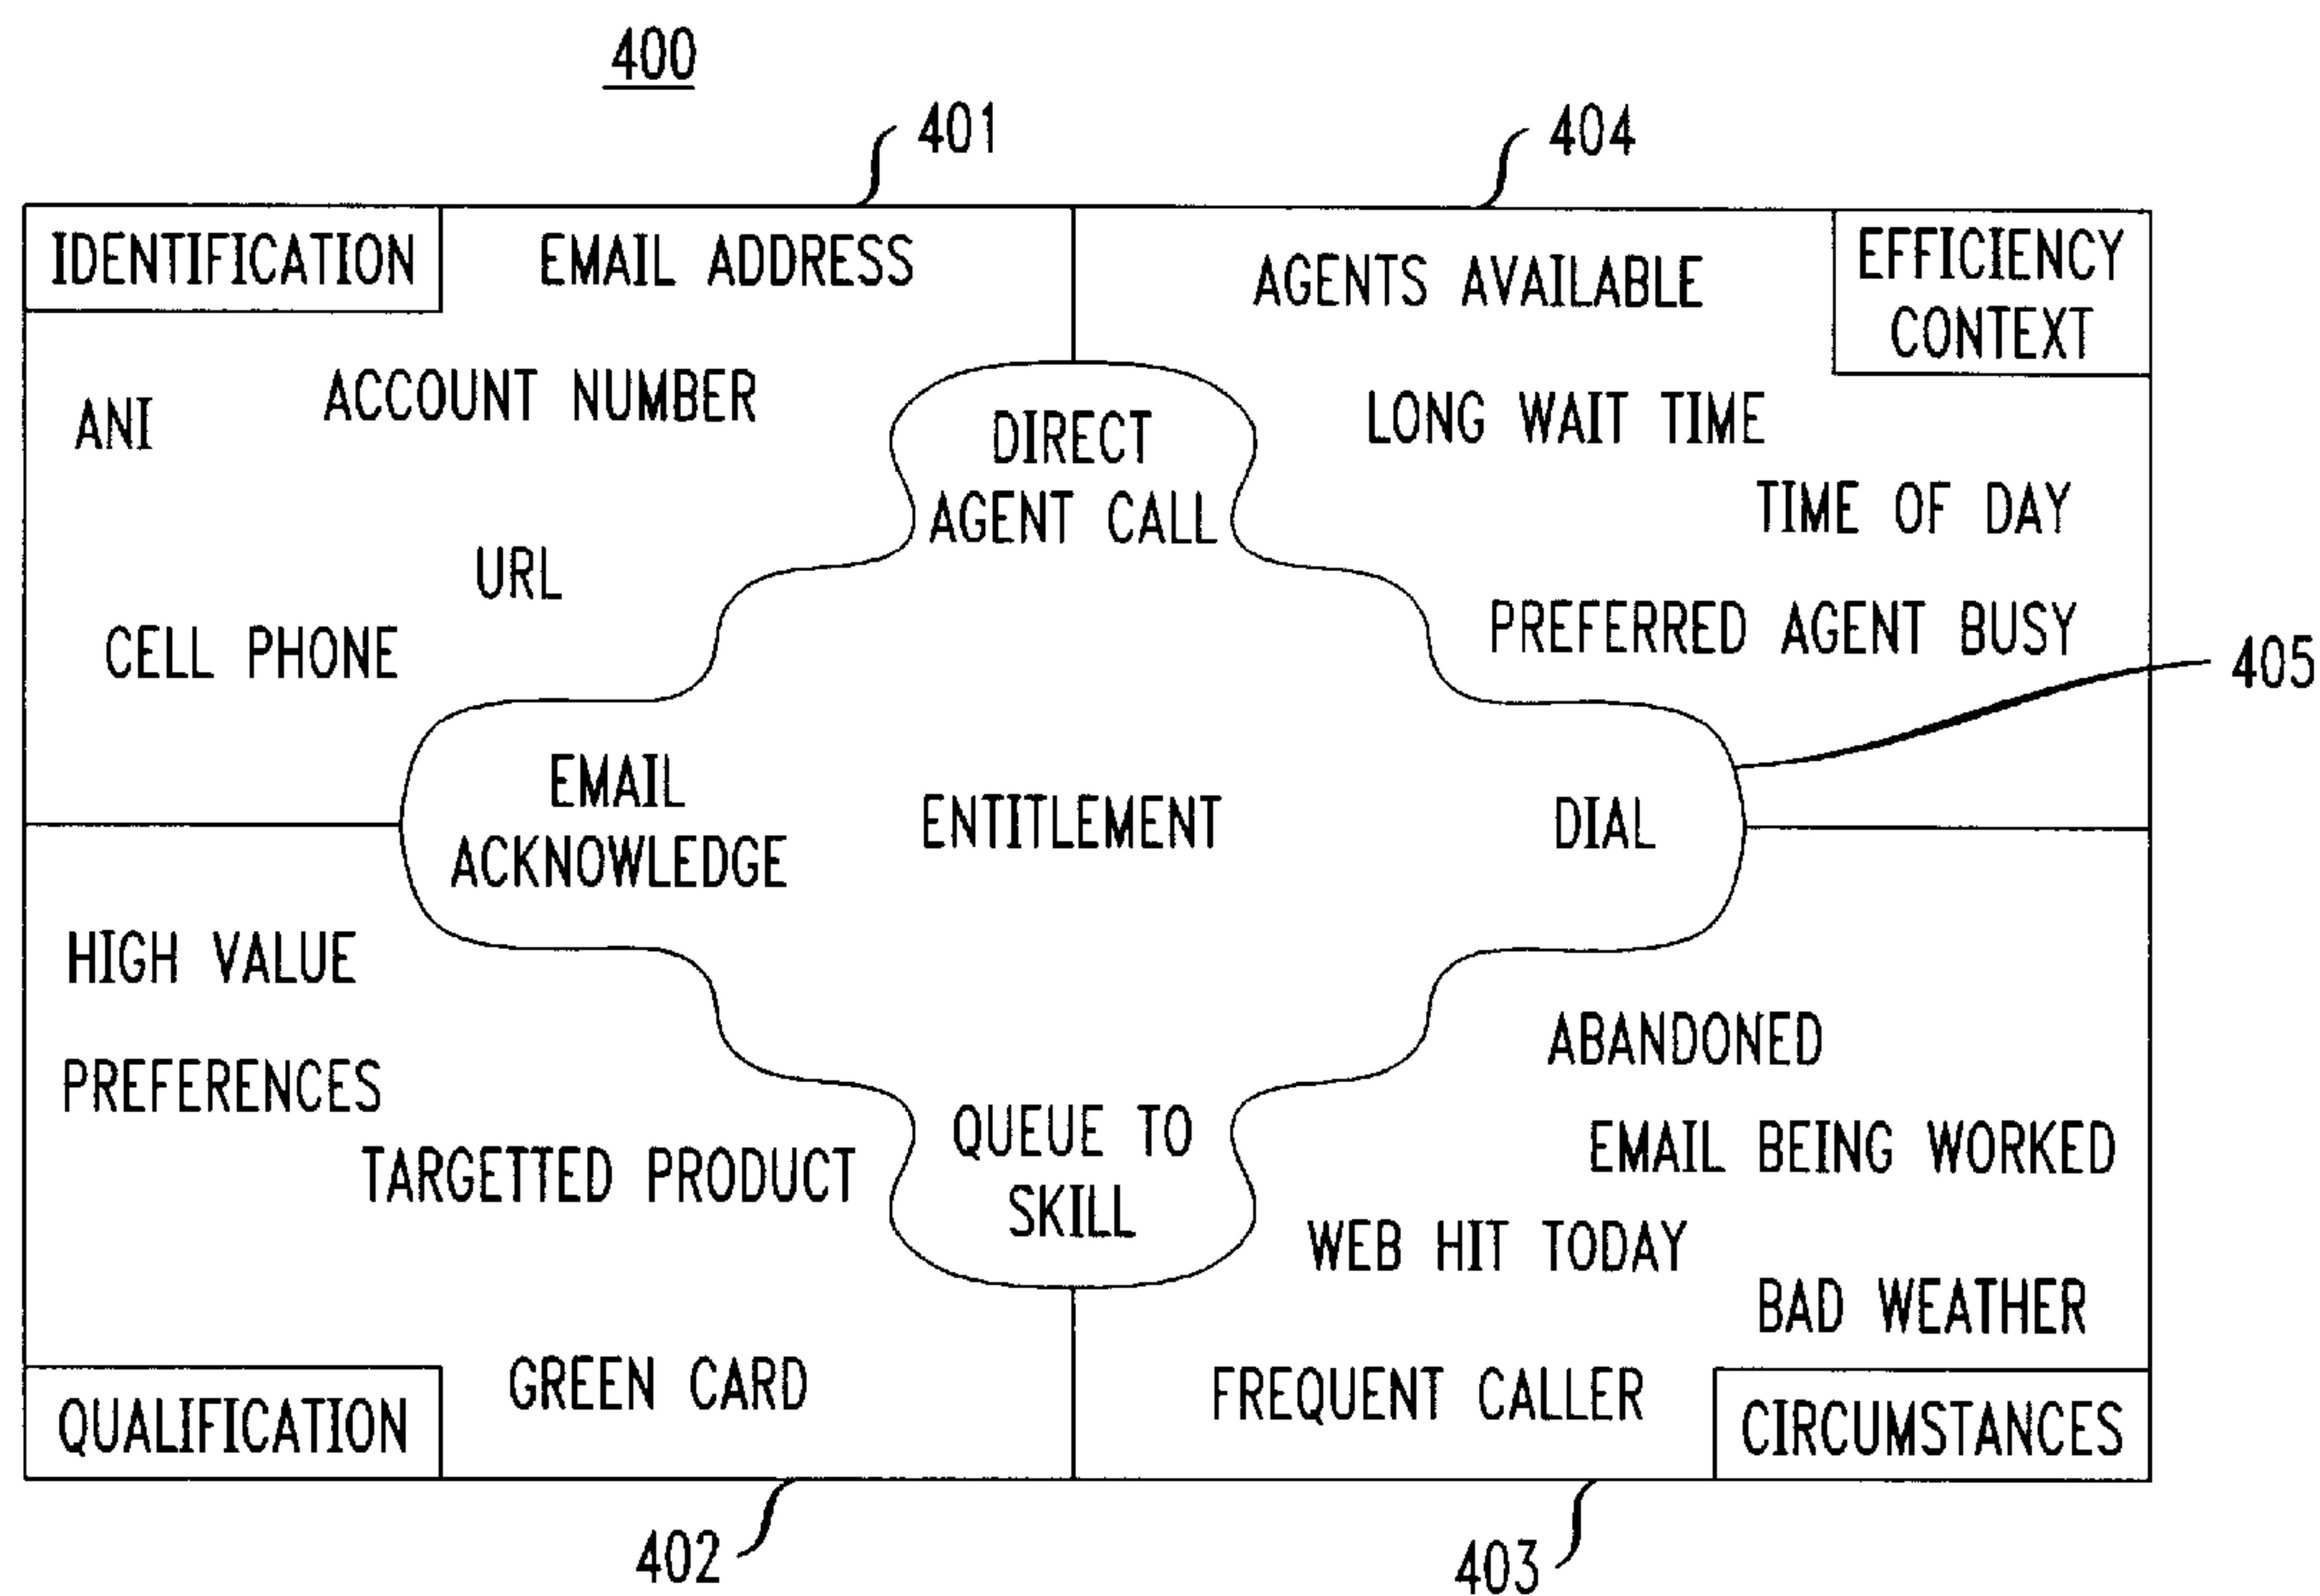 400
401
404
IDENTIFICATION
EMAIL ADDRESS
ACCOUNT NUMBER
ANI
URL
CELL PHONE
EFFICIENCY
CONTEXT
AGENTS AVAILABLE
LONG WAIT TIME
TIME OF DAY
PREFERRED AGENT BUSY
405
DIRECT
AGENT CALL
EMAIL
ACKNOWLEDGE
ENTITLEMENT
DIAL
QUEUE TO
SKILL
HIGH VALUE
PREFERENCES
TARGETTED PRODUCT
GREEN CARD
QUALIFICATION
ABANDONED
EMAIL BEING WORKED
WEB HIT TODAY
BAD WEATHER
FREQUENT CALLER
CIRCUMSTANCES
402
403